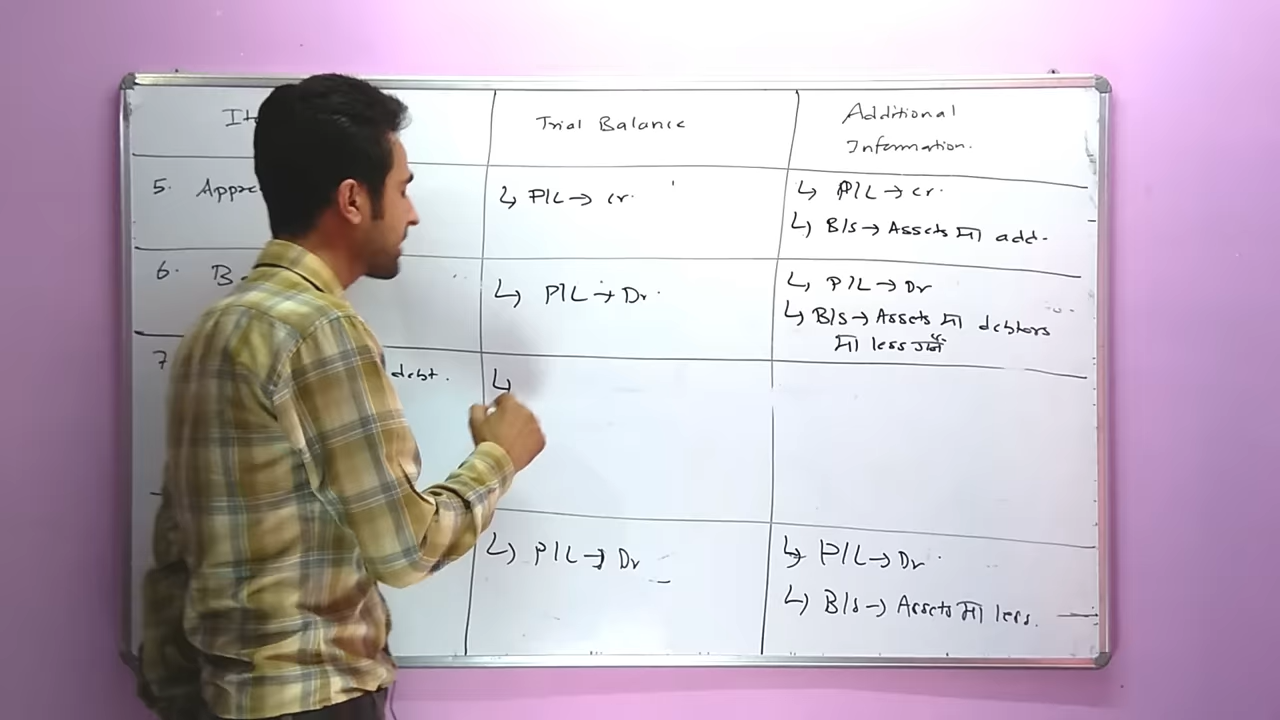 Trial Balance
Additional
Information.
5.
↳ P/L → cr.
↳ P/L → cr.
↳ B/s → Assets मा add.
6.
↳ P/L → Dr.
↳ P/L → Dr
↳ B/s → Assets मा debtors
मा less गर्ने
7
debt.
↳
↳ P/L → Dr
↳ P/L → Dr.
↳ B/s → Assets मा less.